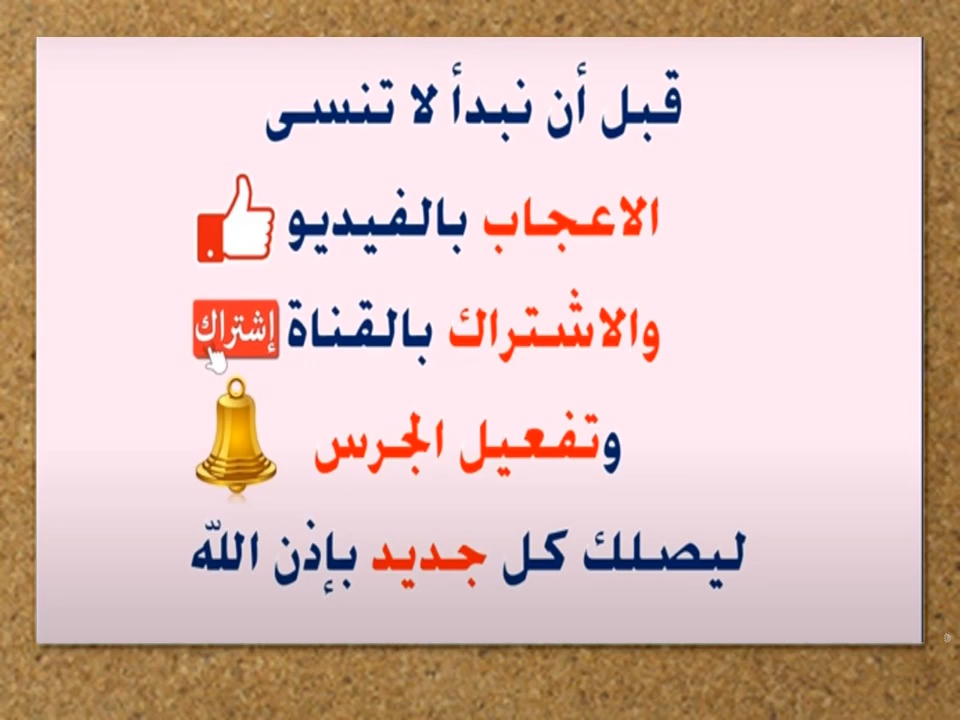 قبل أن نبدأ لا تنسى
الاعجاب بالفيديو
والاشتراك بالقناة
إشتراك
وتفعيل الجرس
ليصلك كل جديد بإذن الله